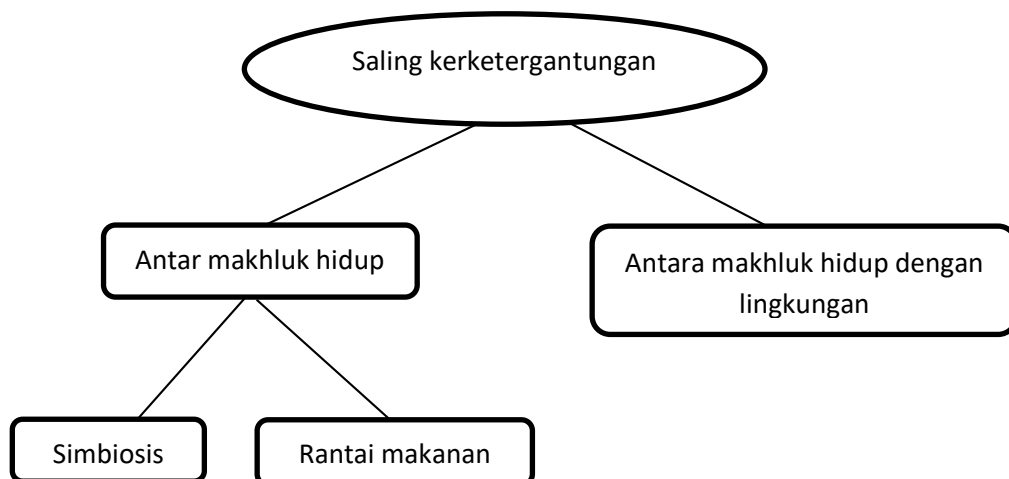 Saling kerketergantungan
Antar makhluk hidup
Antara makhluk hidup dengan
lingkungan
Simbiosis
Rantai makanan